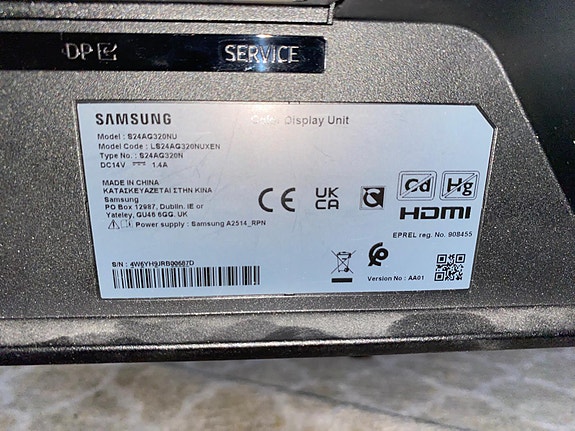 DP
SERVICE
SAMSUNG
Color Display Unit
Model : S24AG320NU
Model Code : LS24AG320NUXEN
Type No. : S24AG320N
DC14V 1.4A
MADE IN CHINA
ΚΑΤΑΣΚΕΥΑΖΕΤΑΙ ΣΤΗΝ ΚΙΝΑ
Samsung
PO Box 12987, Dublin. IE or
Yateley, GU46 6GG. UK
Power supply : Samsung A2514_RPN
CE
UK
CA
Cd
Hg
HDMI
EPREL reg. No. 908455
S/N : 4W6YH9JRB00667D
Version No : AA01